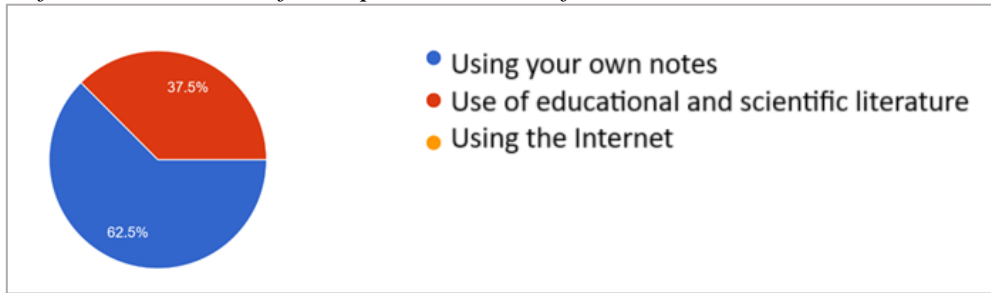 37.5%
62.5%
Using your own notes
Use of educational and scientific literature
Using the Internet